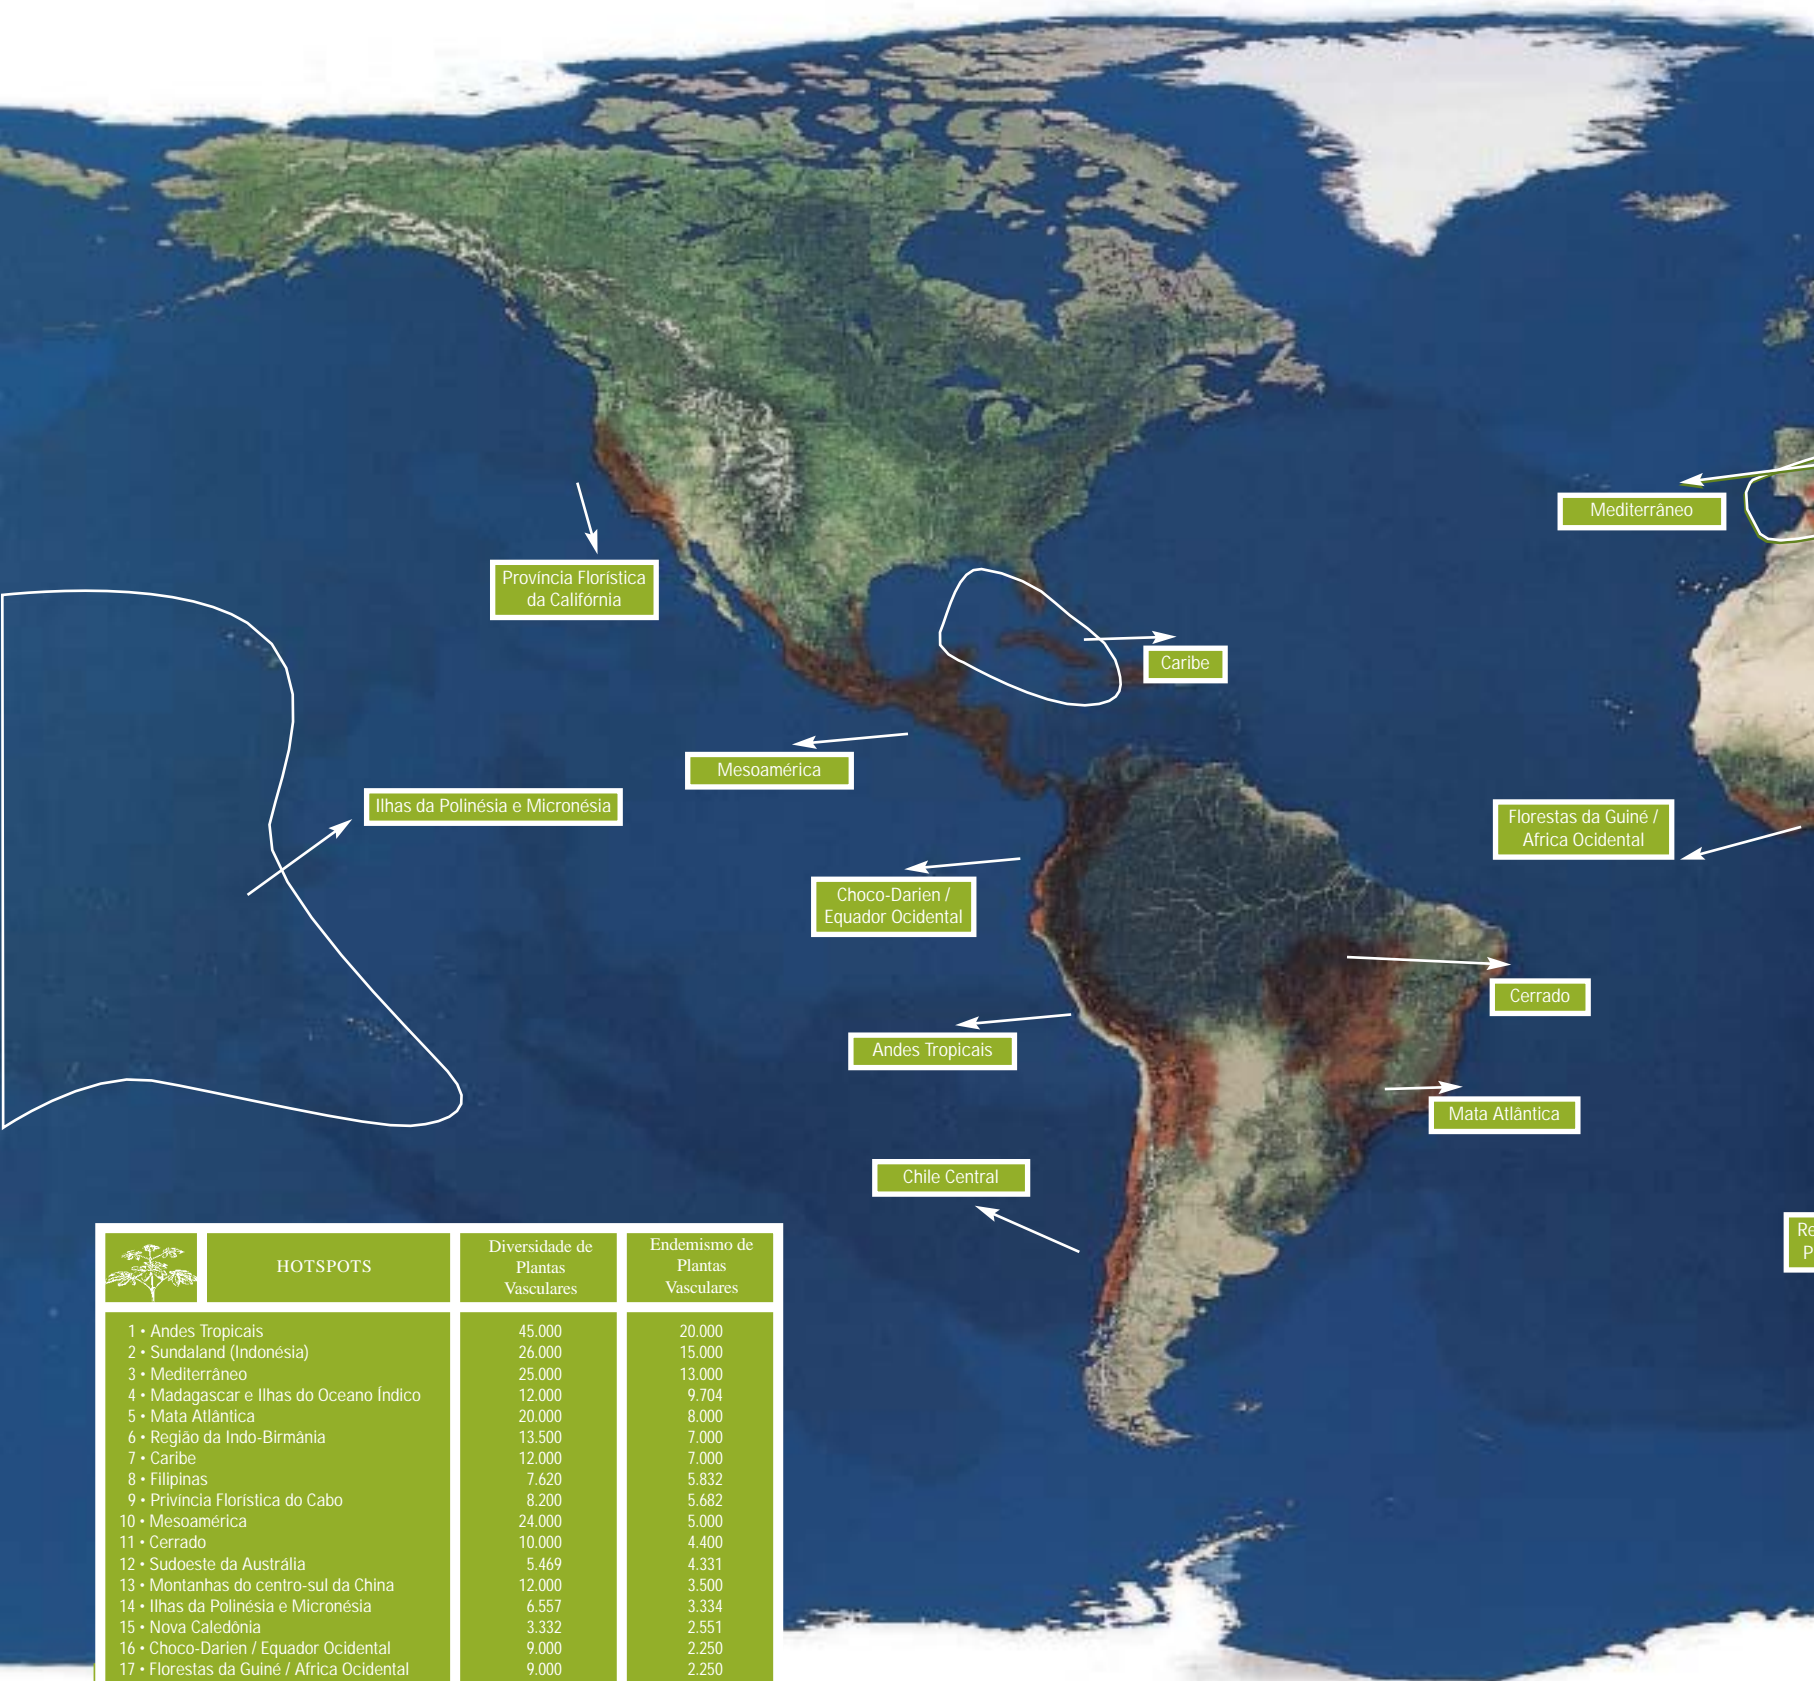 Mediterrâneo
Província Florística
da Califórnia
Caribe
Mesoamérica
Ilhas da Polinésia e Micronésia
Florestas da Guiné /
Africa Ocidental
Choco-Darien /
Equador Ocidental
Cerrado
Andes Tropicais
Mata Atlântica
Chile Central
Re
P
HOTSPOTS
Diversidade de
Plantas
Vasculares
Endemismo de
Plantas
Vasculares
1 • Andes Tropicais 45.000 20.000
2 • Sundaland (Indonésia) 26.000 15.000
3 • Mediterrâneo 25.000 13.000
4 • Madagascar e Ilhas do Oceano Índico 12.000 9.704
5 • Mata Atlântica 20.000 8.000
6 • Região da Indo-Birmânia 13.500 7.000
7 • Caribe 12.000 7.000
8 • Filipinas 7.620 5.832
9 • Privíncia Florística do Cabo 8.200 5.682
10 • Mesoamérica 24.000 5.000
11 • Cerrado 10.000 4.400
12 • Sudoeste da Austrália 5.469 4.331
13 • Montanhas do centro-sul da China 12.000 3.500
14 • Ilhas da Polinésia e Micronésia 6.557 3.334
15 • Nova Caledônia 3.332 2.551
16 • Choco-Darien / Equador Ocidental 9.000 2.250
17 • Florestas da Guiné / Africa Ocidental 9.000 2.250